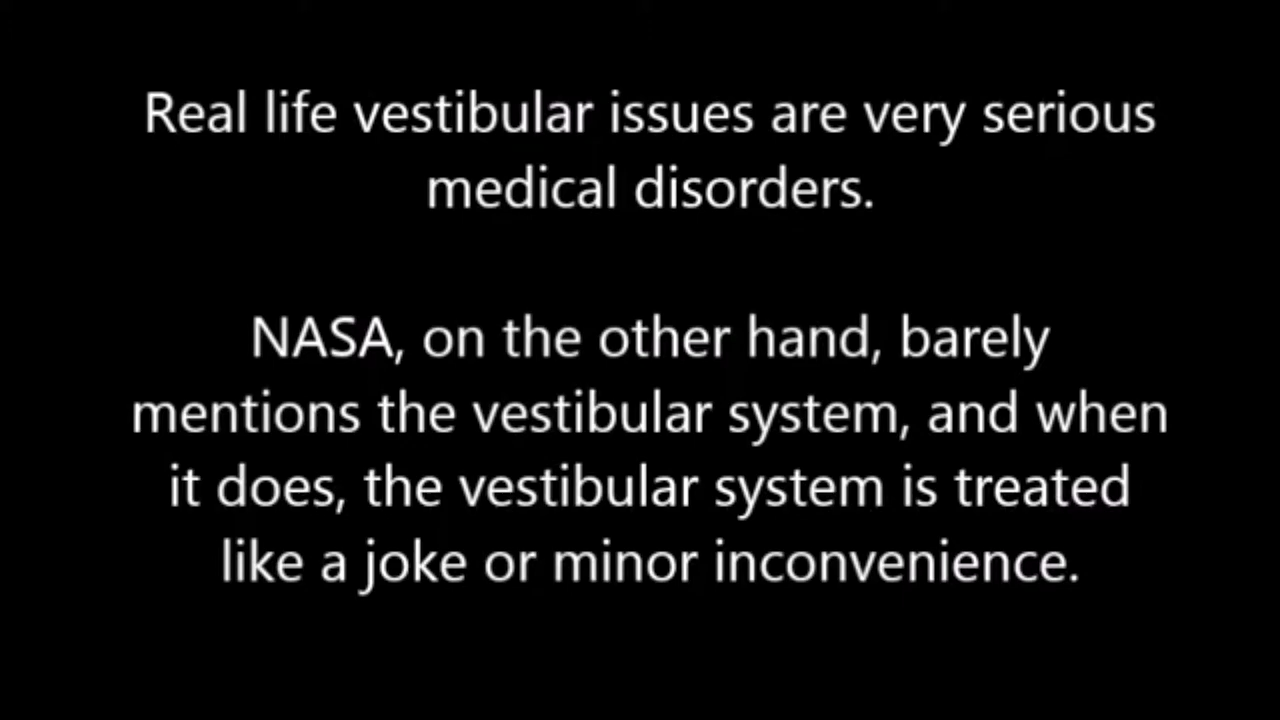 Real life vestibular issues are very serious
medical disorders.
NASA, on the other hand, barely
mentions the vestibular system, and when
it does, the vestibular system is treated
like a joke or minor inconvenience.